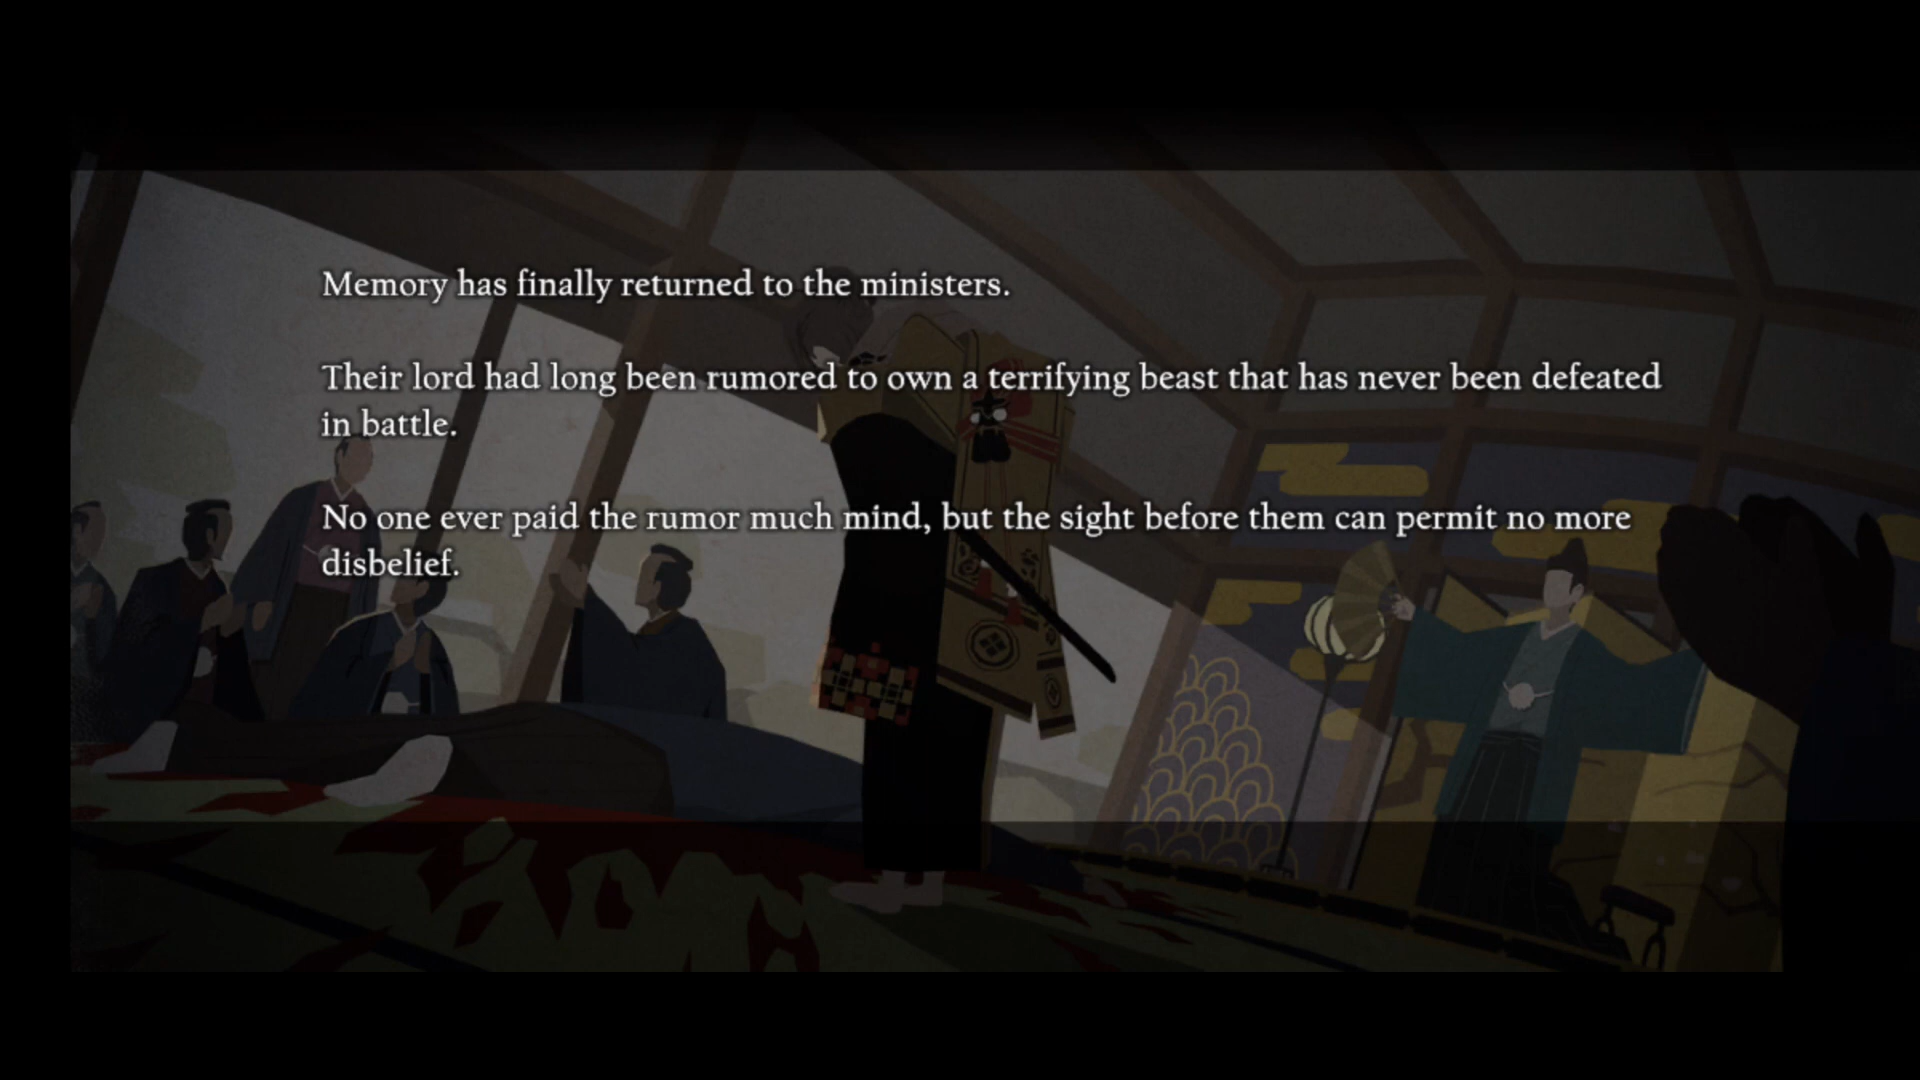 Memory has finally returned to the ministers.
Their lord had long been rumored to own a terrifying beast that has never been defeated
in battle.
No one ever paid the rumor much mind, but the sight before them can permit no more
disbelief.